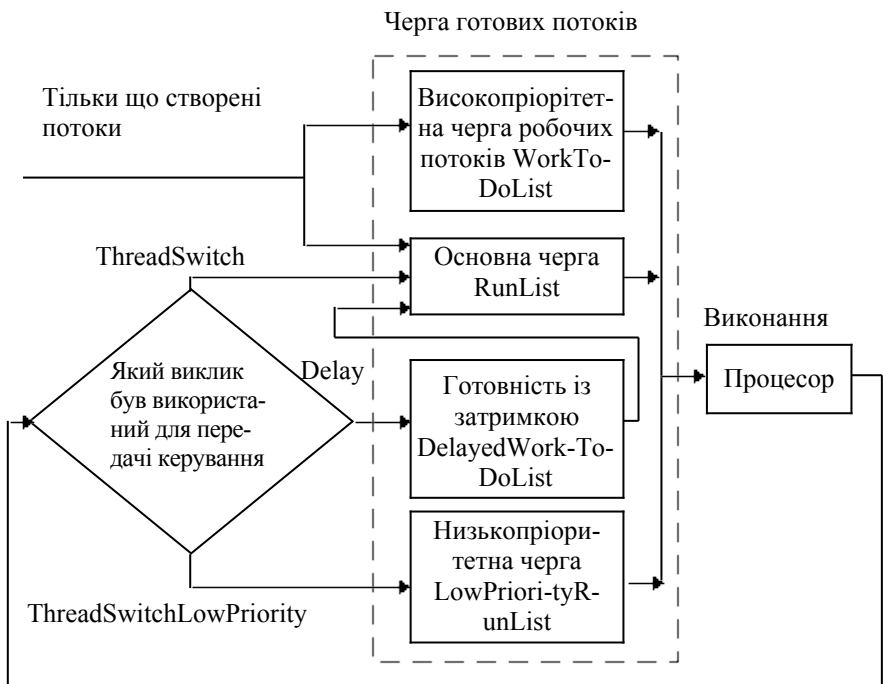 Черга готових потоків
Тільки що створені
потоки
Високопріорітет-
на черга робочих
потоків WorkTo-
DoList
ThreadSwitch
Основна черга
RunList
Виконання
Процесор
Який виклик
був використа-
ний для пере-
дачі керування
Delay
Готовність із
затримкою
DelayedWork-To-
DoList
Низькопріори-
тетна черга
LowPriori-tyR-
unList
ThreadSwitchLowPriority